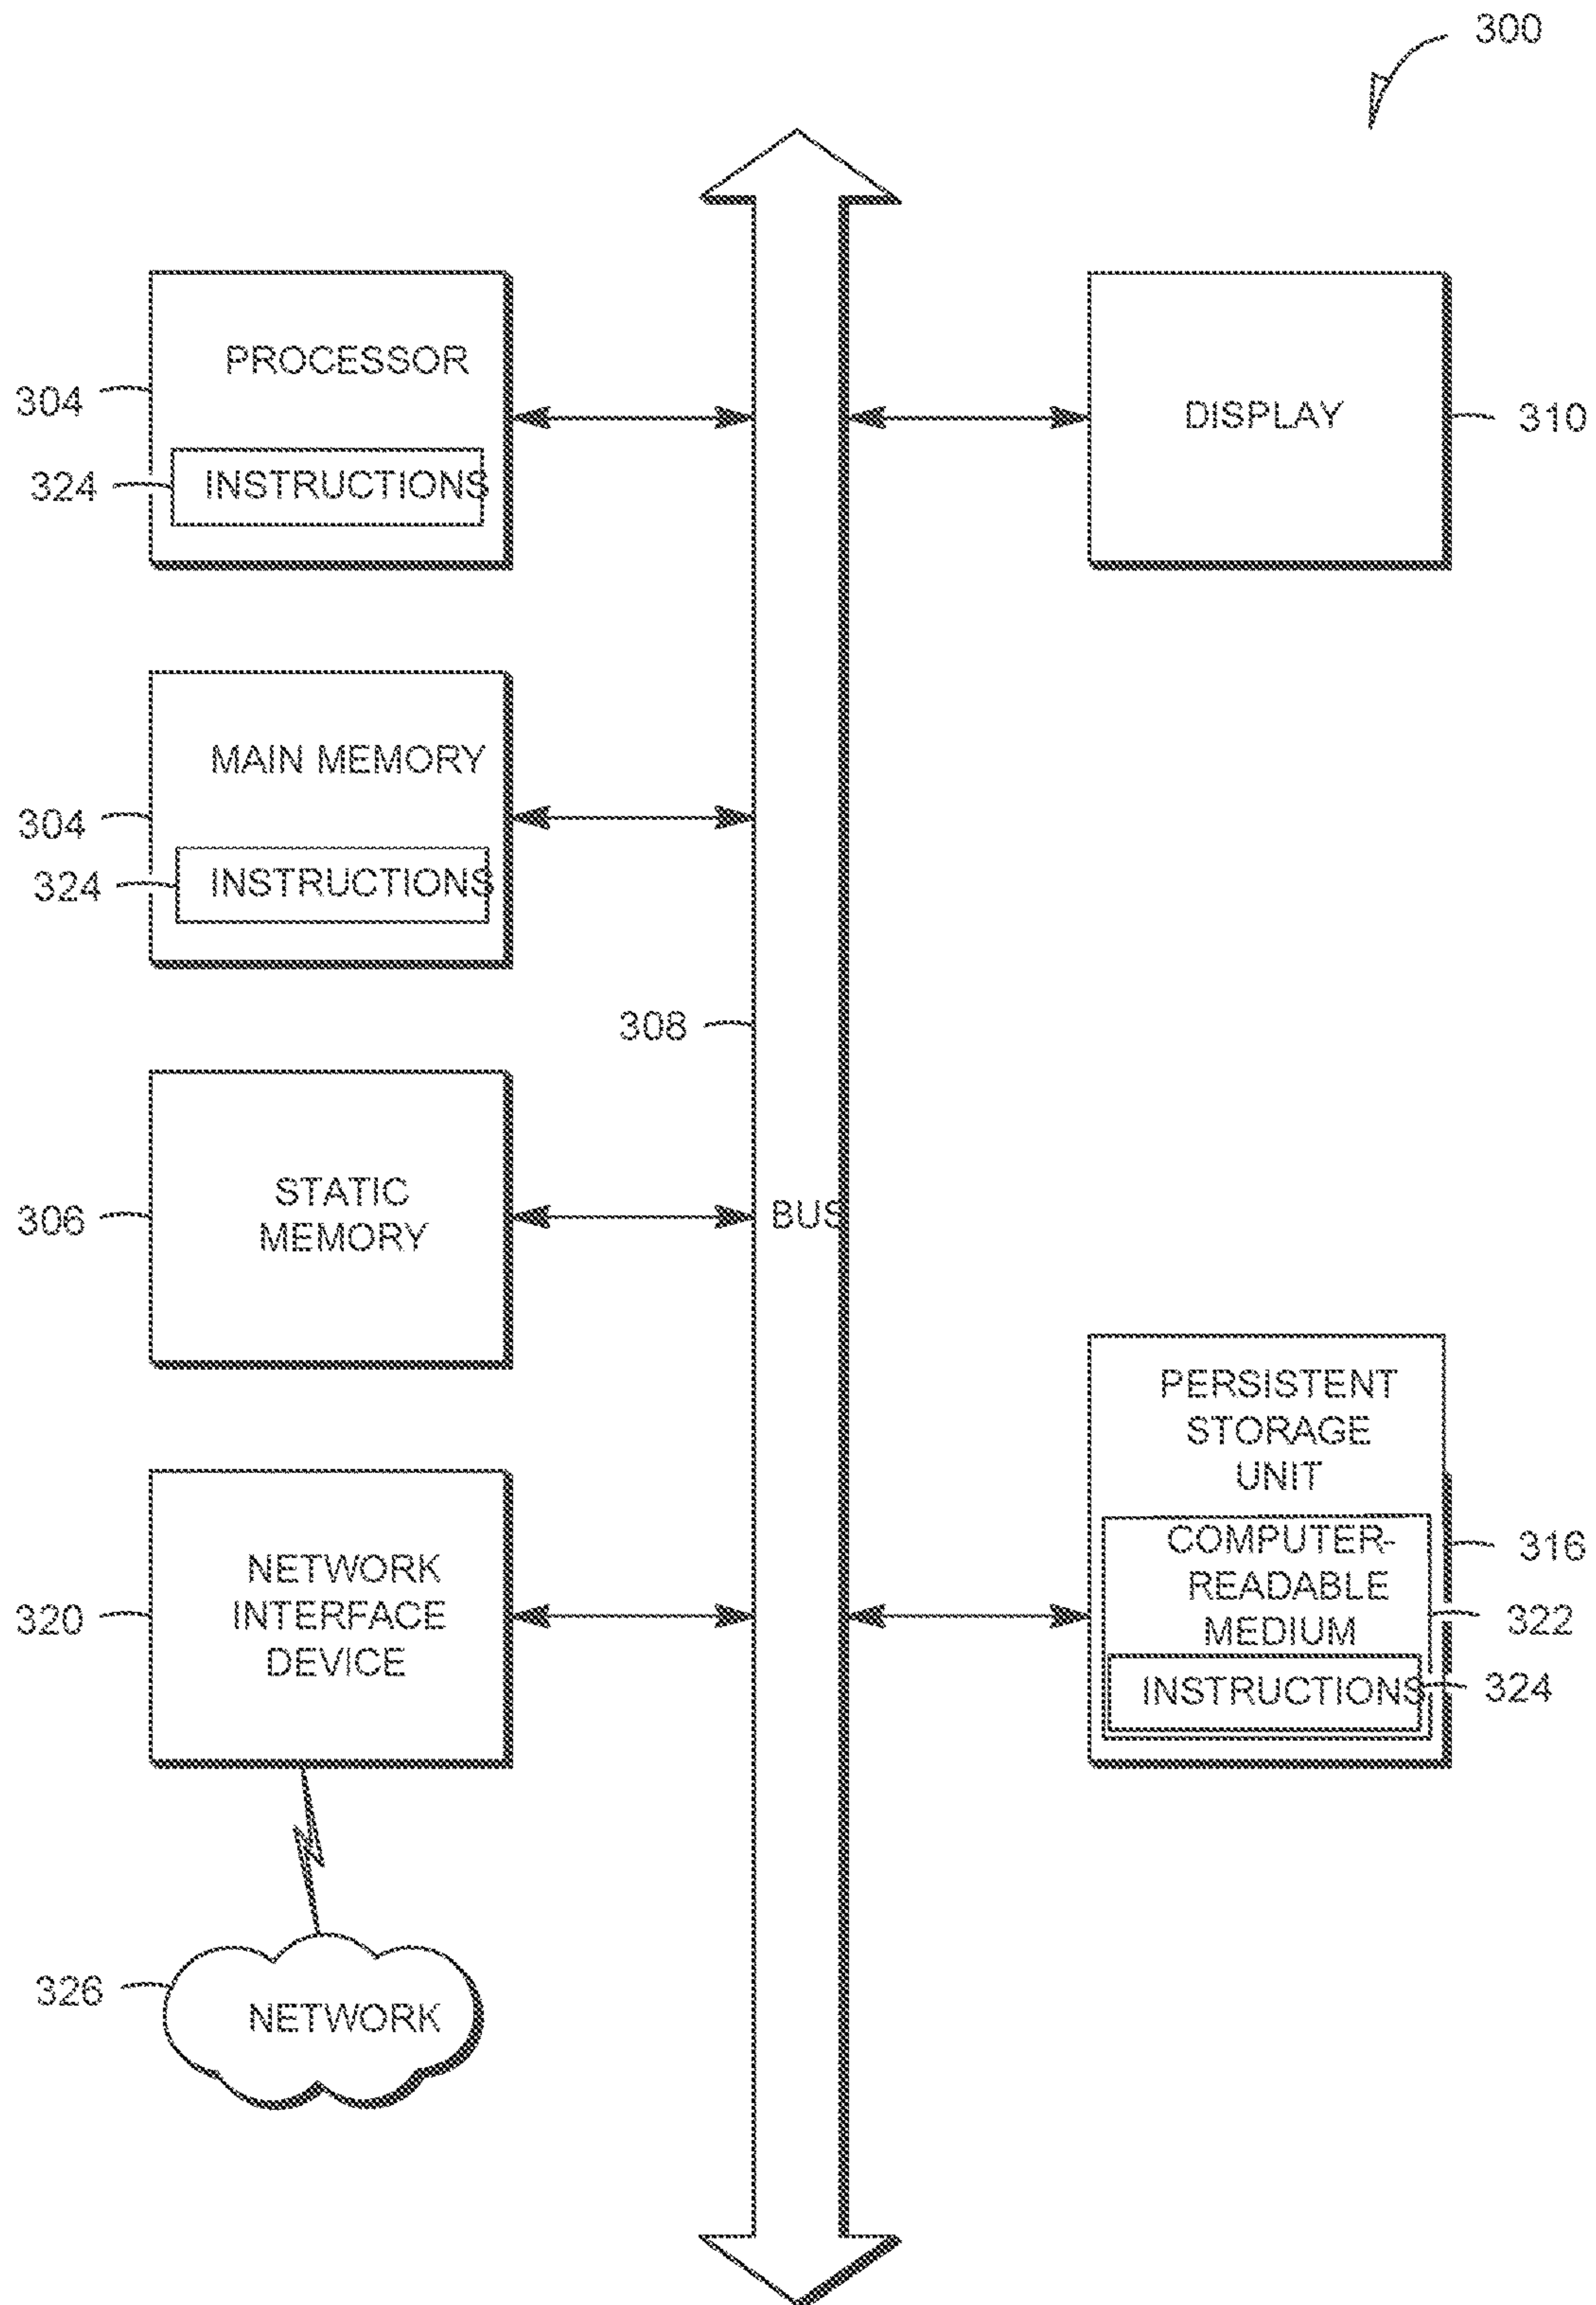 300
PROCESSOR
304
INSTRUCTIONS
324
DISPLAY
310
MAIN MEMORY
304
INSTRUCTIONS
324
308
STATIC
MEMORY
306
BUS
PERSISTENT
STORAGE
UNIT
COMPUTER-
READABLE
MEDIUM
INSTRUCTIONS
316
322
324
NETWORK
INTERFACE
DEVICE
320
326
NETWORK